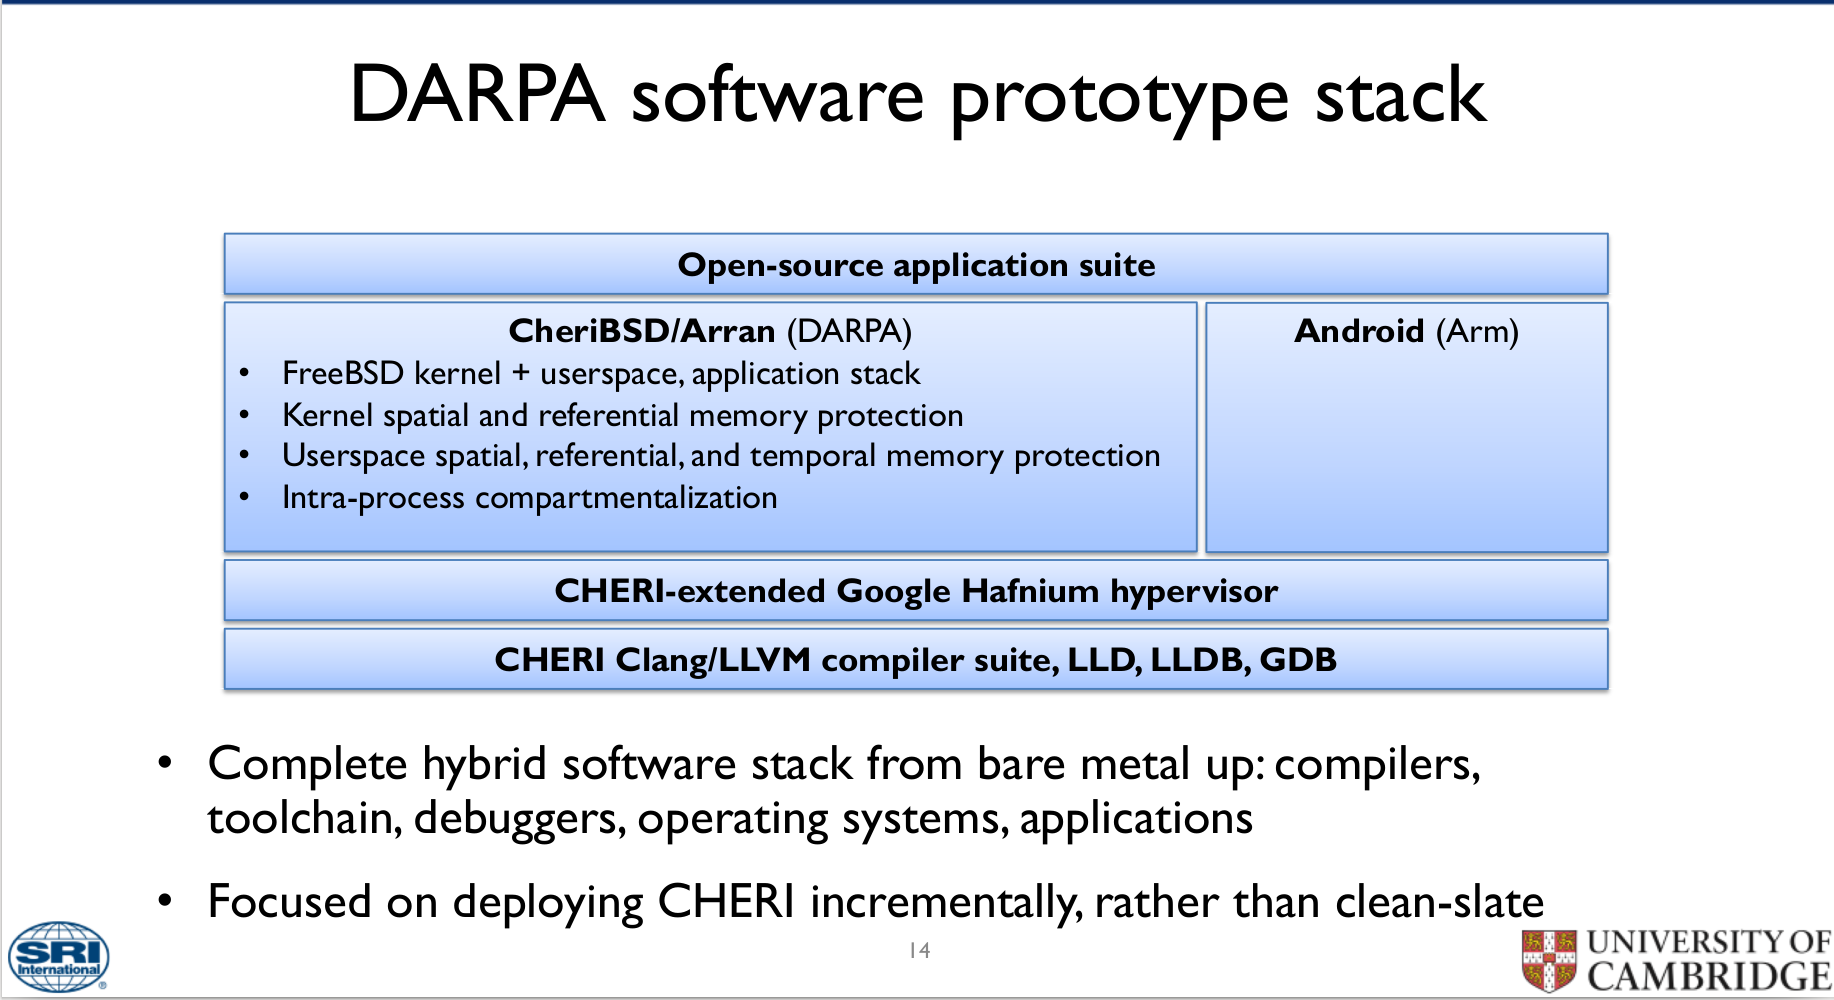 DARPA software prototype stack
Open-source application suite
CheriBSD/Arran (DARPA)
• FreeBSD kernel + userspace, application stack
• Kernel spatial and referential memory protection
• Userspace spatial, referential, and temporal memory protection
• Intra-process compartmentalization
Android (Arm)
CHERI-extended Google Hafnium hypervisor
CHERI Clang/LLVM compiler suite, LLD, LLDB, GDB
• Complete hybrid software stack from bare metal up: compilers,
toolchain, debuggers, operating systems, applications
• Focused on deploying CHERI incrementally, rather than clean-slate
SRI
International®
14
UNIVERSITY OF
CAMBRIDGE